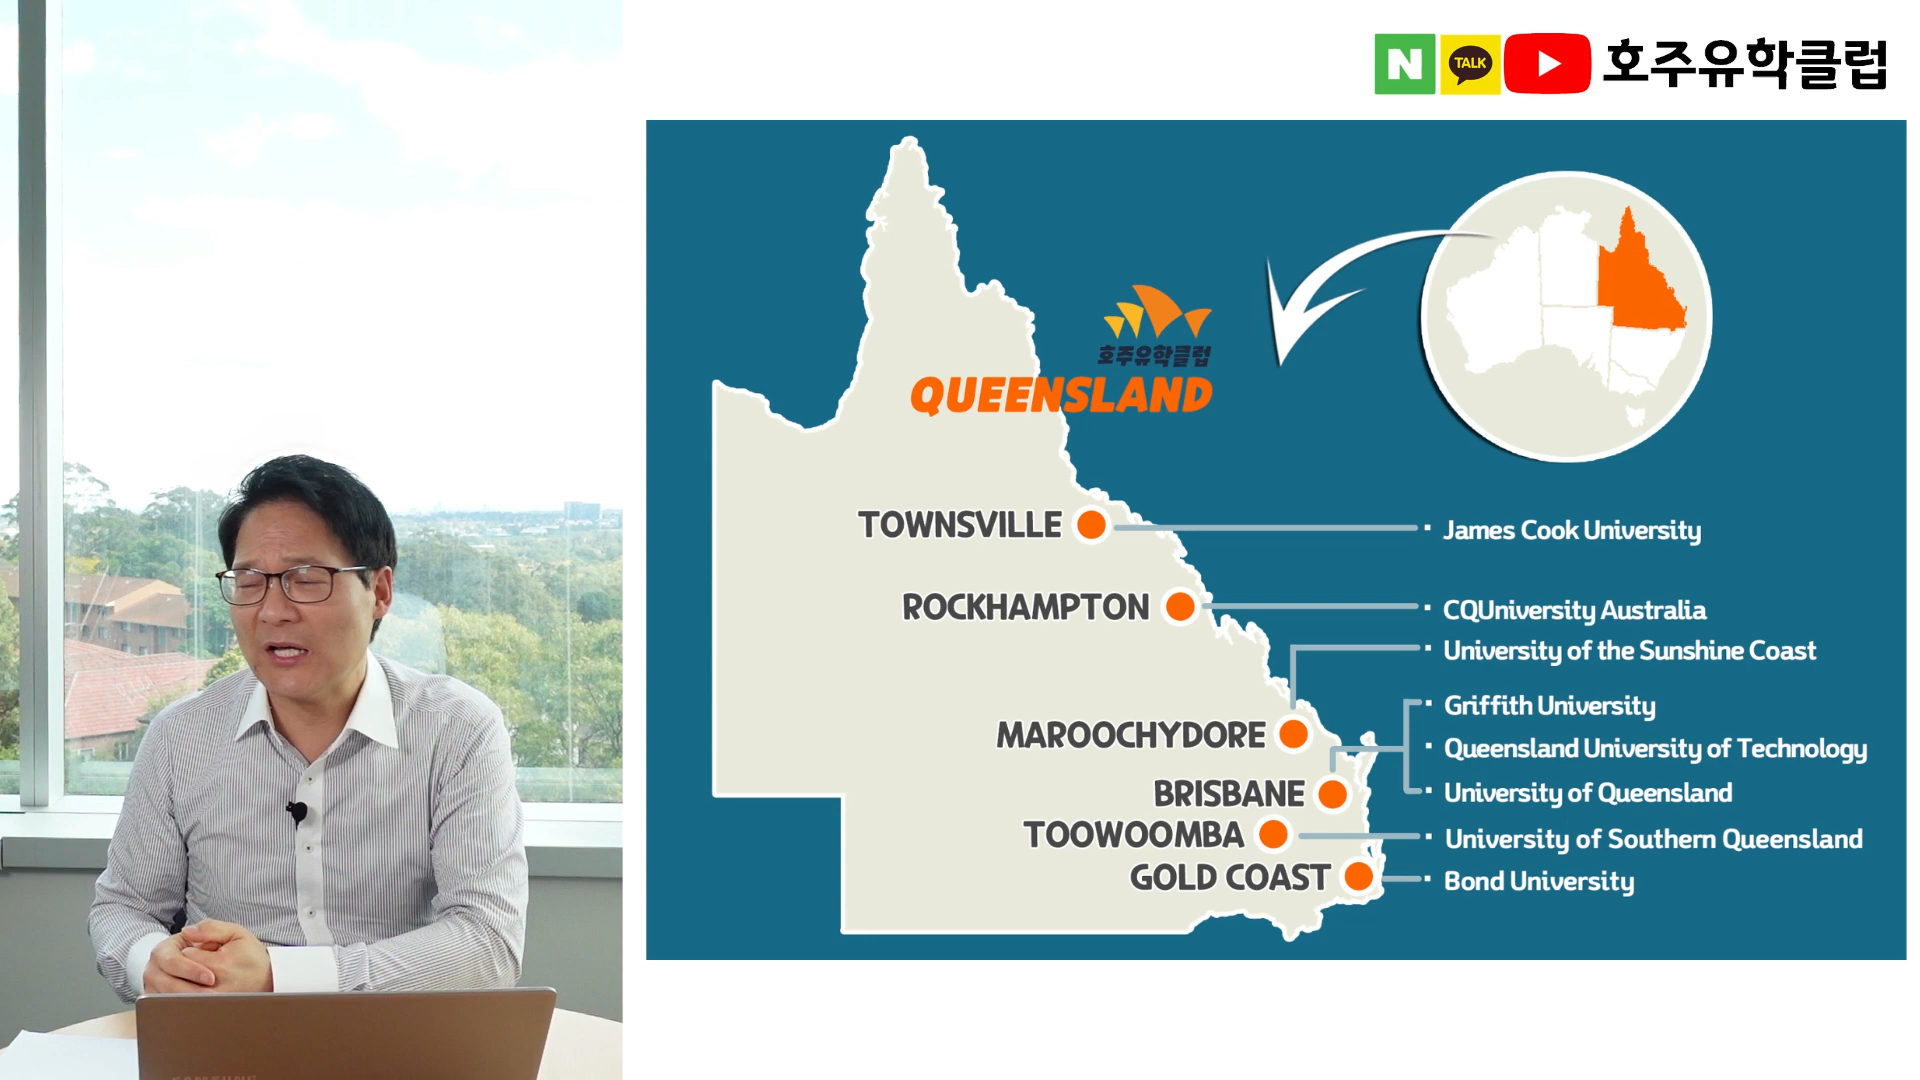 N TALK 호주유학클럽
호주유학클럽
QUEENSLAND
TOWNSVILLE
· James Cook University
ROCKHAMPTON
· CQUniversity Australia
· University of the Sunshine Coast
MAROOCHYDORE
· Griffith University
· Queensland University of Technology
BRISBANE
· University of Queensland
TOOWOOMBA
· University of Southern Queensland
GOLD COAST
· Bond University